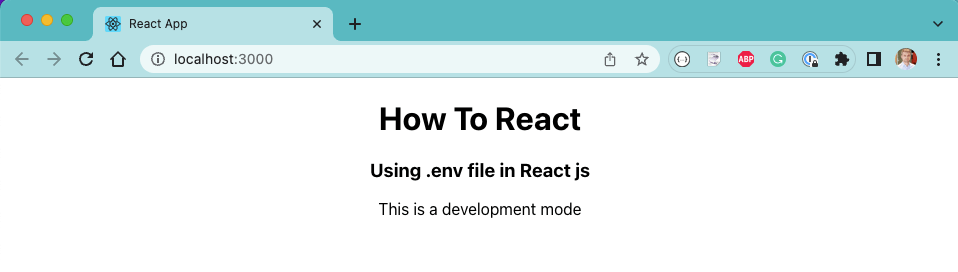 React App
localhost:3000
ABP
How To React
Using .env file in React js
This is a development mode